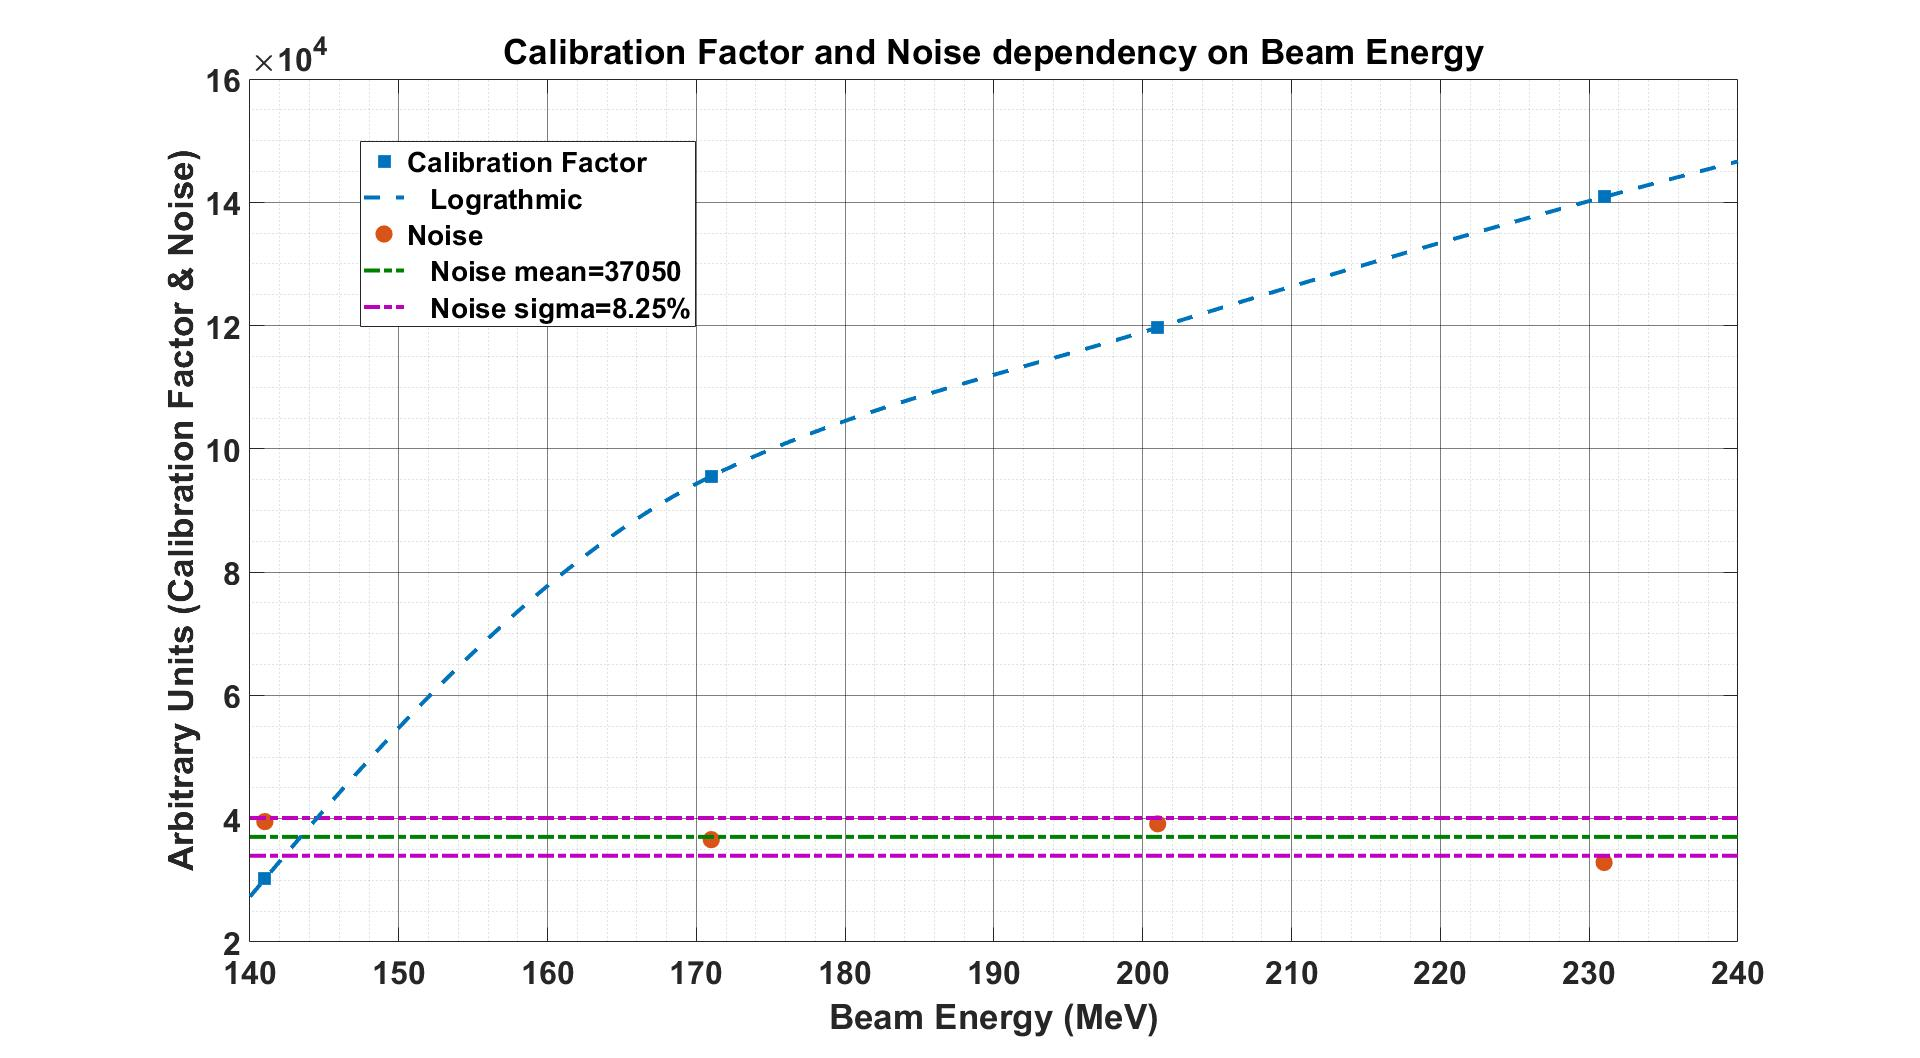 Calibration Factor and Noise dependency on Beam Energy
×10⁴
16
14
12
10
8
6
4
2
Arbitrary Units (Calibration Factor & Noise)
Calibration Factor
Lograthmic
Noise
Noise mean=37050
Noise sigma=8.25%
140 150 160 170 180 190 200 210 220 230 240
Beam Energy (MeV)